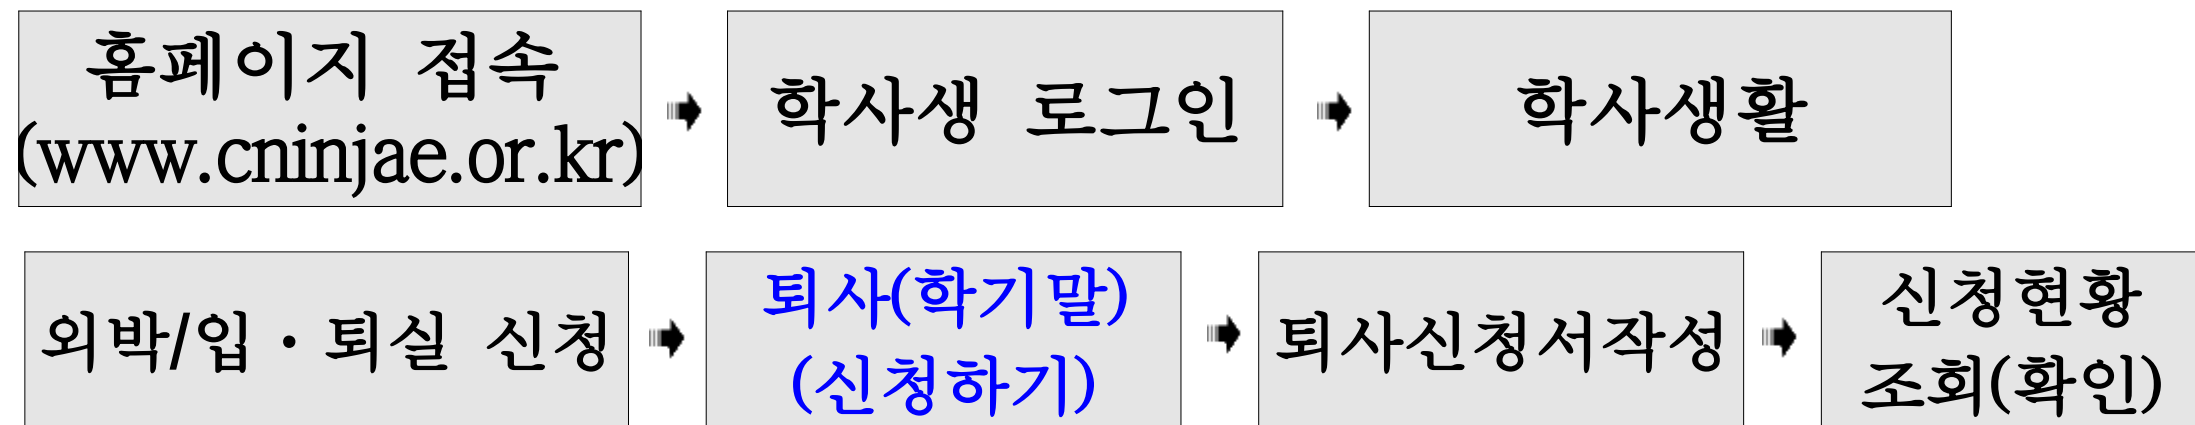 홈페이지 접속
(www.cninjae.or.kr)
학사생 로그인
학사생활
외박/입・퇴실 신청
퇴사(학기말)
(신청하기)
퇴사신청서작성
신청현황
조회(확인)